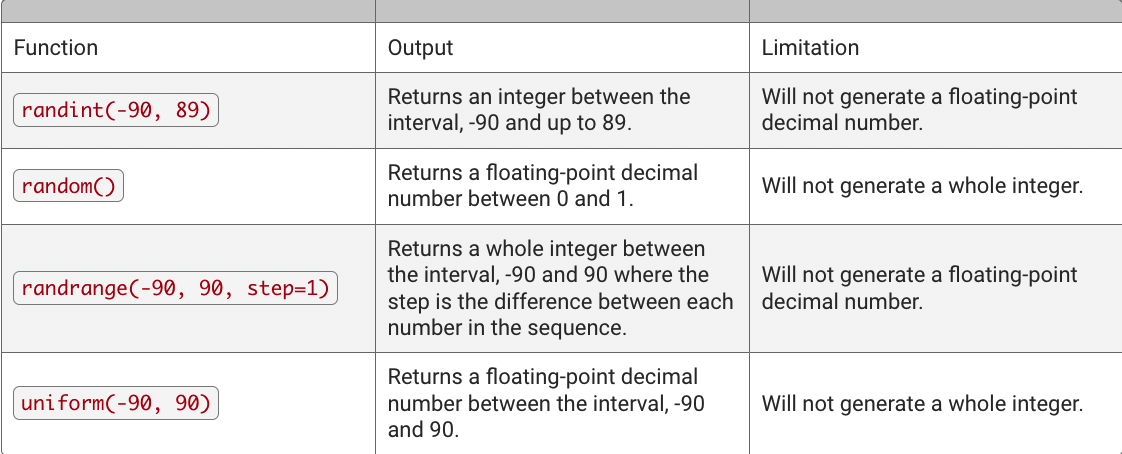 Function
Output
Limitation
randint(-90, 89)
Returns an integer between the
interval, -90 and up to 89.
Will not generate a floating-point
decimal number.
random()
Returns a floating-point decimal
number between 0 and 1.
Will not generate a whole integer.
randrange(-90, 90, step=1)
Returns a whole integer between
the interval, -90 and 90 where the
step is the difference between each
number in the sequence.
Will not generate a floating-point
decimal number.
uniform(-90, 90)
Returns a floating-point decimal
number between the interval, -90
and 90.
Will not generate a whole integer.